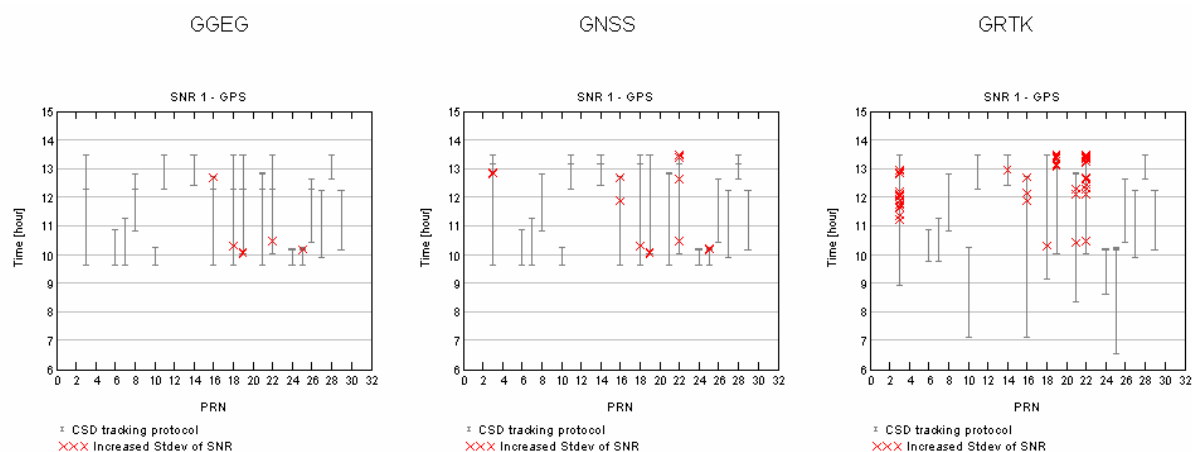 GGEG
SNR 1 - GPS
15
14
13
12
11
10
9
8
7
6
Time [hour]
0 2 4 6 8 10 12 14 16 18 20 22 24 26 28 30 32
PRN
CSD tracking protocol
Increased Stdev of SNR
GNSS
SNR 1 - GPS
15
14
13
12
11
10
9
8
7
6
Time [hour]
0 2 4 6 8 10 12 14 16 18 20 22 24 26 28 30 32
PRN
CSD tracking protocol
Increased Stdev of SNR
GRTK
SNR 1 - GPS
15
14
13
12
11
10
9
8
7
6
Time [hour]
0 2 4 6 8 10 12 14 16 18 20 22 24 26 28 30 32
PRN
CSD tracking protocol
Increased Stdev of SNR